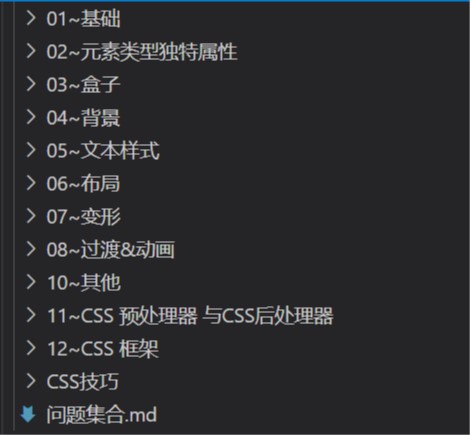 01~基础
02~元素类型独特属性
03~盒子
04~背景
05~文本样式
06~布局
07~变形
08~过渡&动画
10~其他
11~CSS 预处理器 与CSS后处理器
12~CSS 框架
CSS技巧
问题集合.md